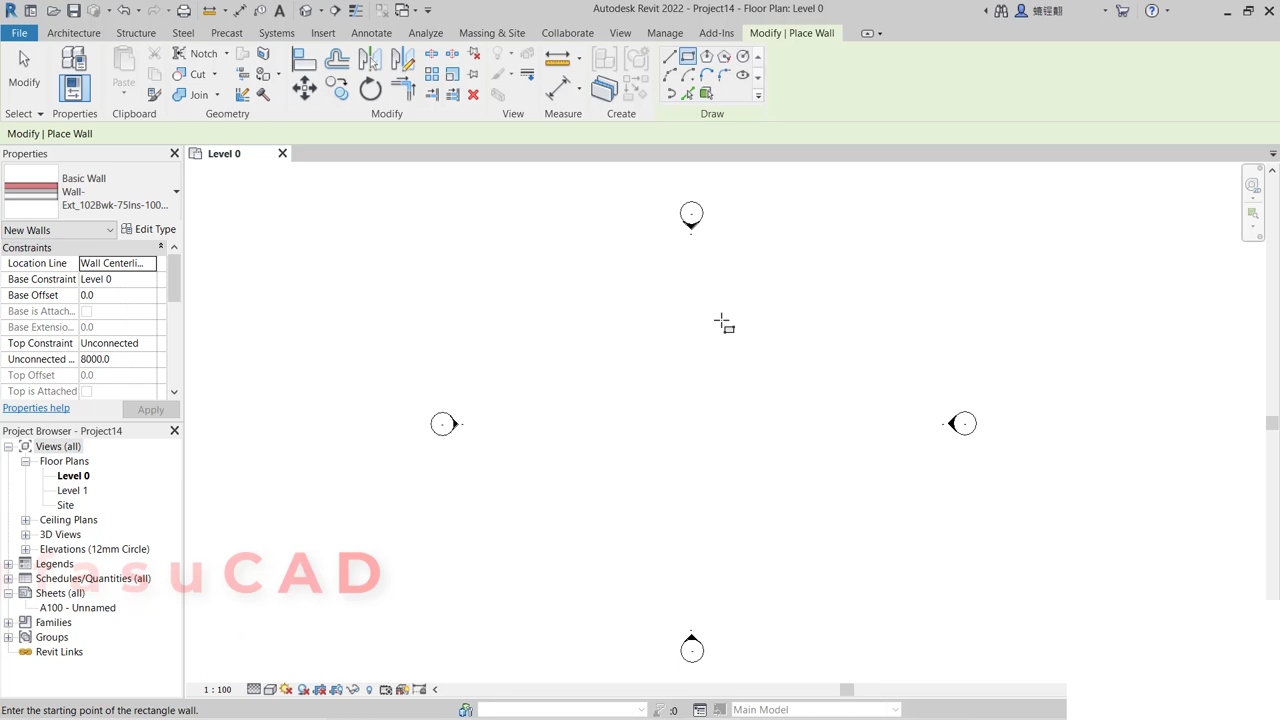 Autodesk Revit 2022 - Project14 - Floor Plan: Level 0
File Architecture Structure Steel Precast Systems Insert Annotate Analyze Massing & Site Collaborate View Manage Add-Ins Modify | Place Wall
Modify Paste Notch Cut Join
Select Properties Clipboard Geometry Modify View Measure Create Draw
Modify | Place Wall
Properties
Level 0
Basic Wall
Wall-
Ext_102Bwk-75Ins-100...
New Walls Edit Type
Constraints
Location Line Wall Centerli...
Base Constraint Level 0
Base Offset 0.0
Base is Attach...
Base Extensio... 0.0
Top Constraint Unconnected
Unconnected ... 8000.0
Top Offset 0.0
Top is Attached
Properties help Apply
Project Browser - Project14
Views (all)
Floor Plans
Level 0
Level 1
Site
Ceiling Plans
3D Views
Elevations (12mm Circle)
Legends
Schedules/Quantities (all)
Sheets (all)
A100 - Unnamed
Families
Groups
Revit Links
asuCAD
1 : 100
Enter the starting point of the rectangle wall.
:0
Main Model